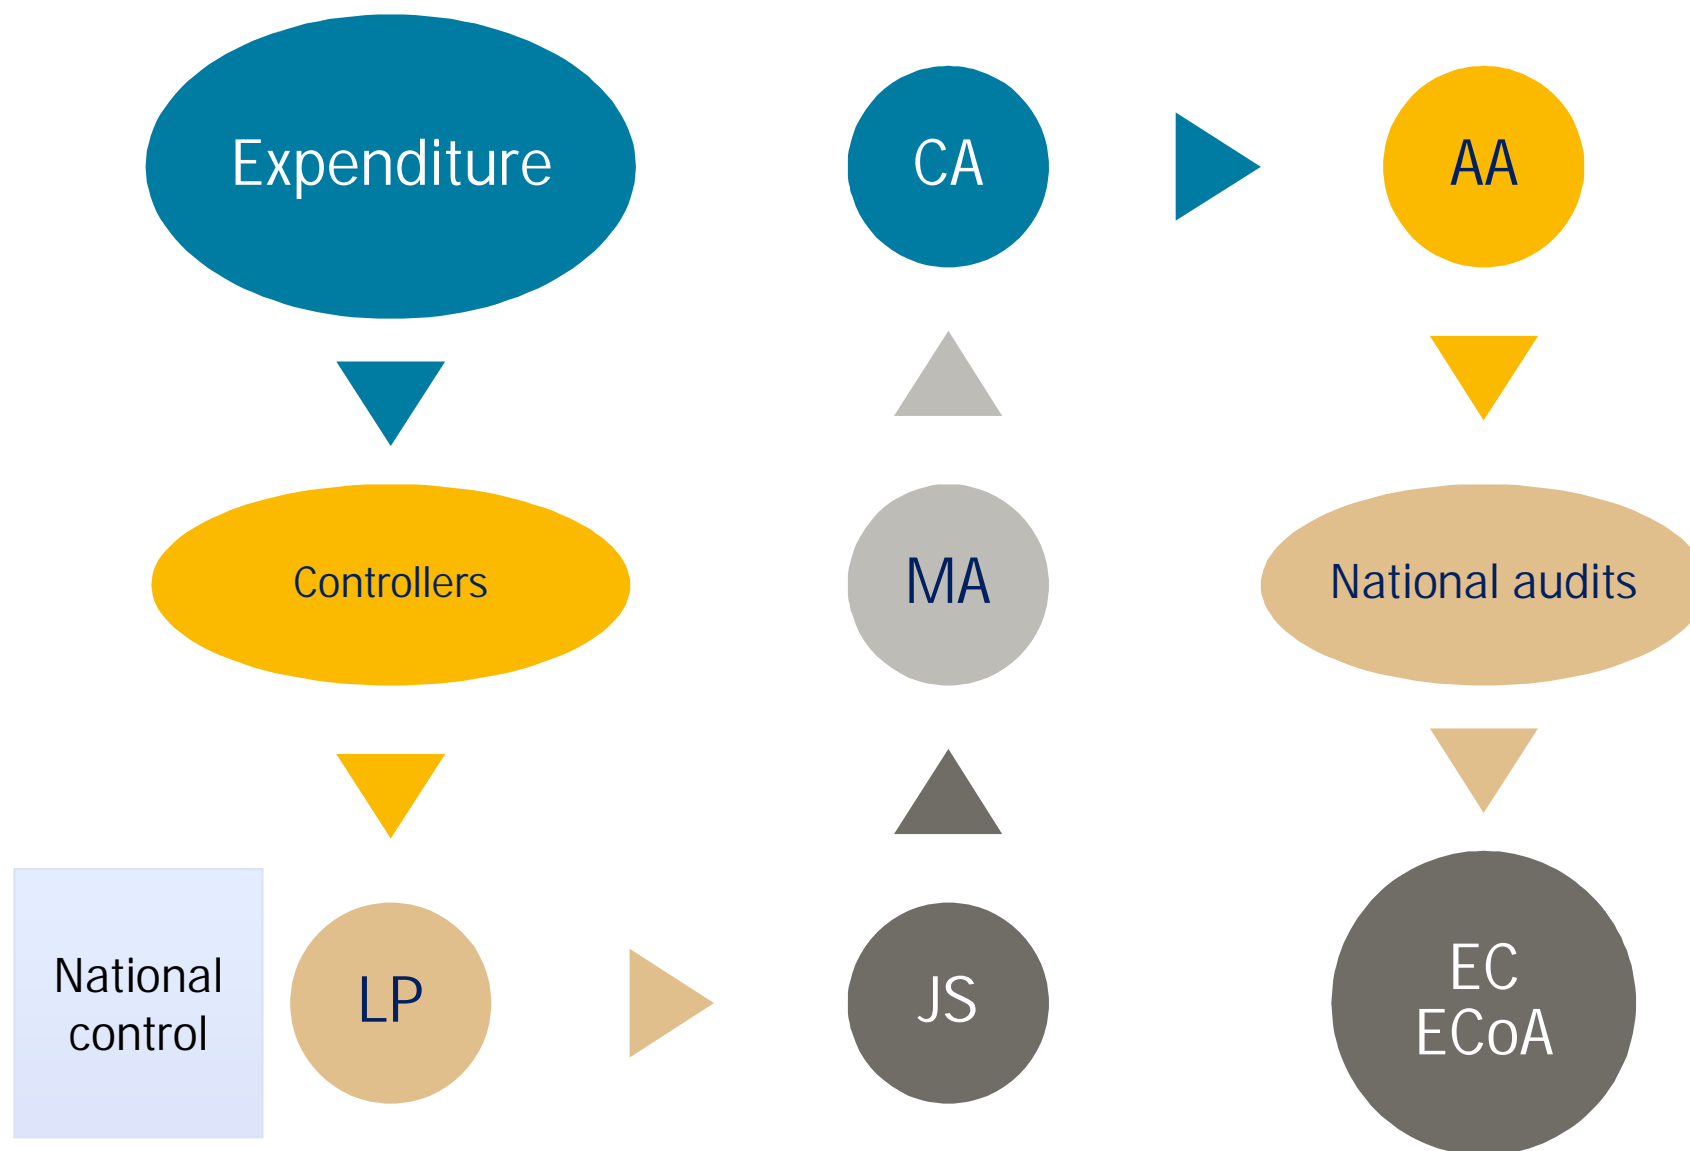 Expenditure
Controllers
National
control
LP
JS
MA
CA
AA
National audits
EC
ECoA